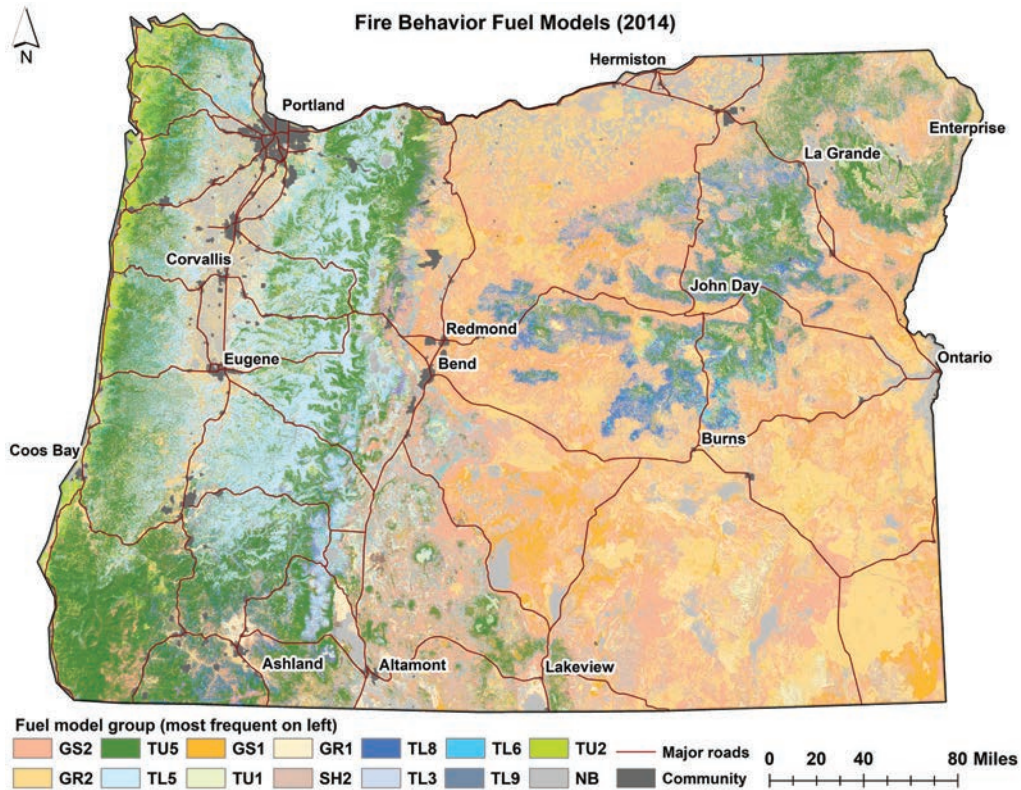 Fire Behavior Fuel Models (2014)
N
Hermiston
Portland
Enterprise
La Grande
Corvallis
John Day
Redmond
Ontario
Eugene
Bend
Burns
Coos Bay
Ashland
Altamont
Lakeview
Fuel model group (most frequent on left)
GS2 TU5 GS1 GR1 TL8 TL6 TU2 Major roads
GR2 TL5 TU1 SH2 TL3 TL9 NB Community
0 20 40 80 Miles